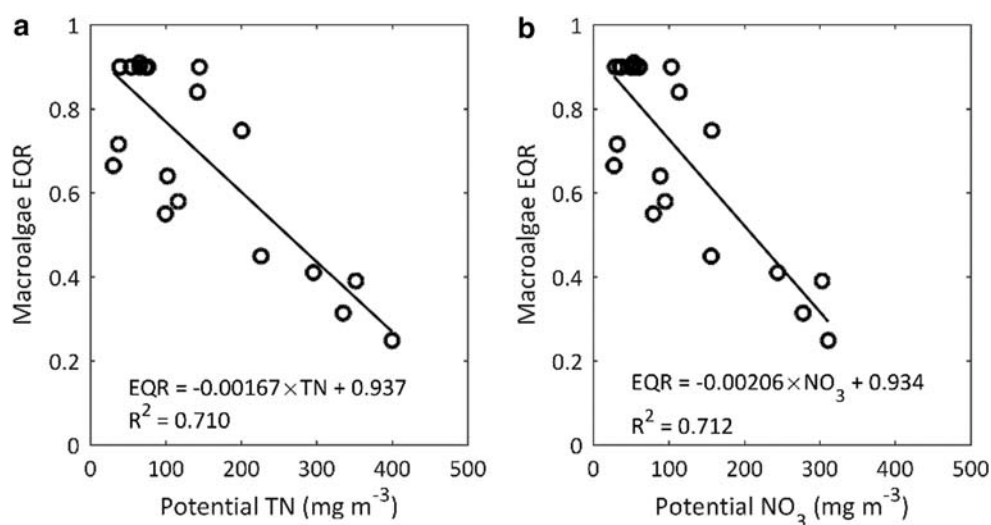 a
1
0.8
0.6
0.4
0.2
0
Macroalgae EQR
EQR = -0.00167×TN + 0.937
R² = 0.710
0 100 200 300 400 500
Potential TN (mg m⁻³)
b
1
0.8
0.6
0.4
0.2
0
Macroalgae EQR
EQR = -0.00206×NO₃ + 0.934
R² = 0.712
0 100 200 300 400 500
Potential NO₃ (mg m⁻³)